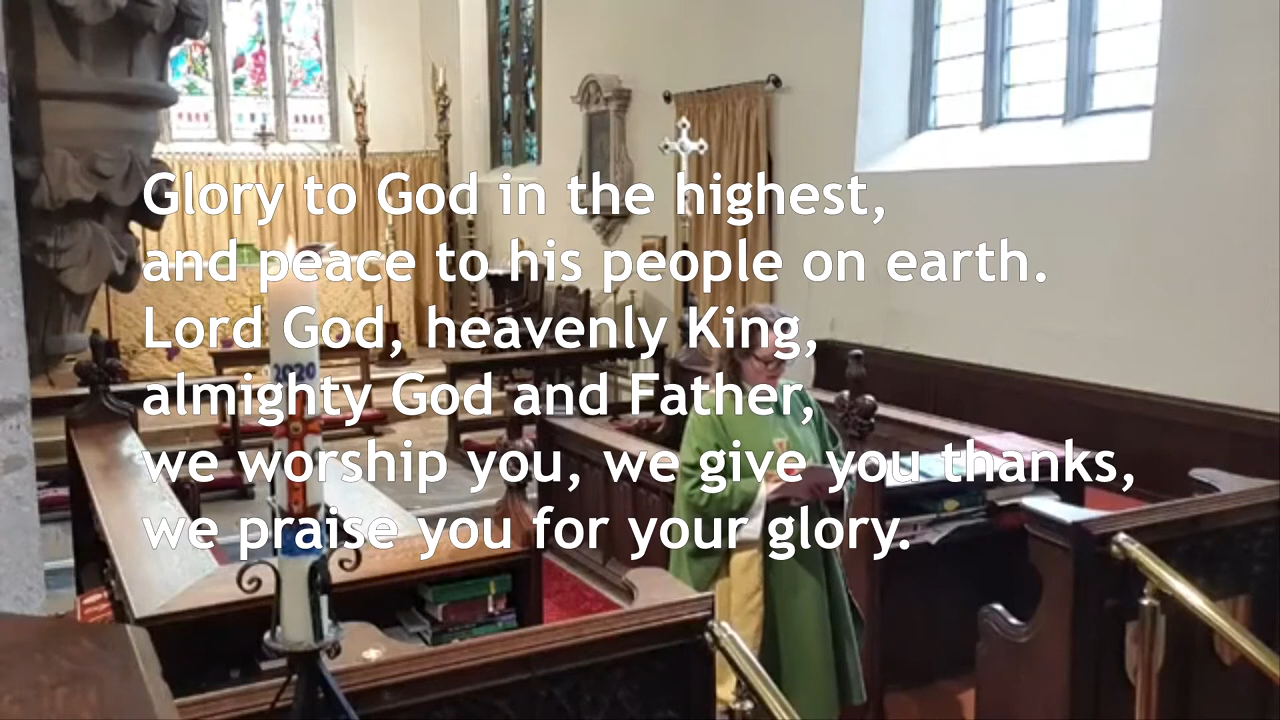 Glory to God in the highest,
and peace to his people on earth.
Lord God, heavenly King,
almighty God and Father,
we worship you, we give you thanks,
we praise you for your glory.
2020